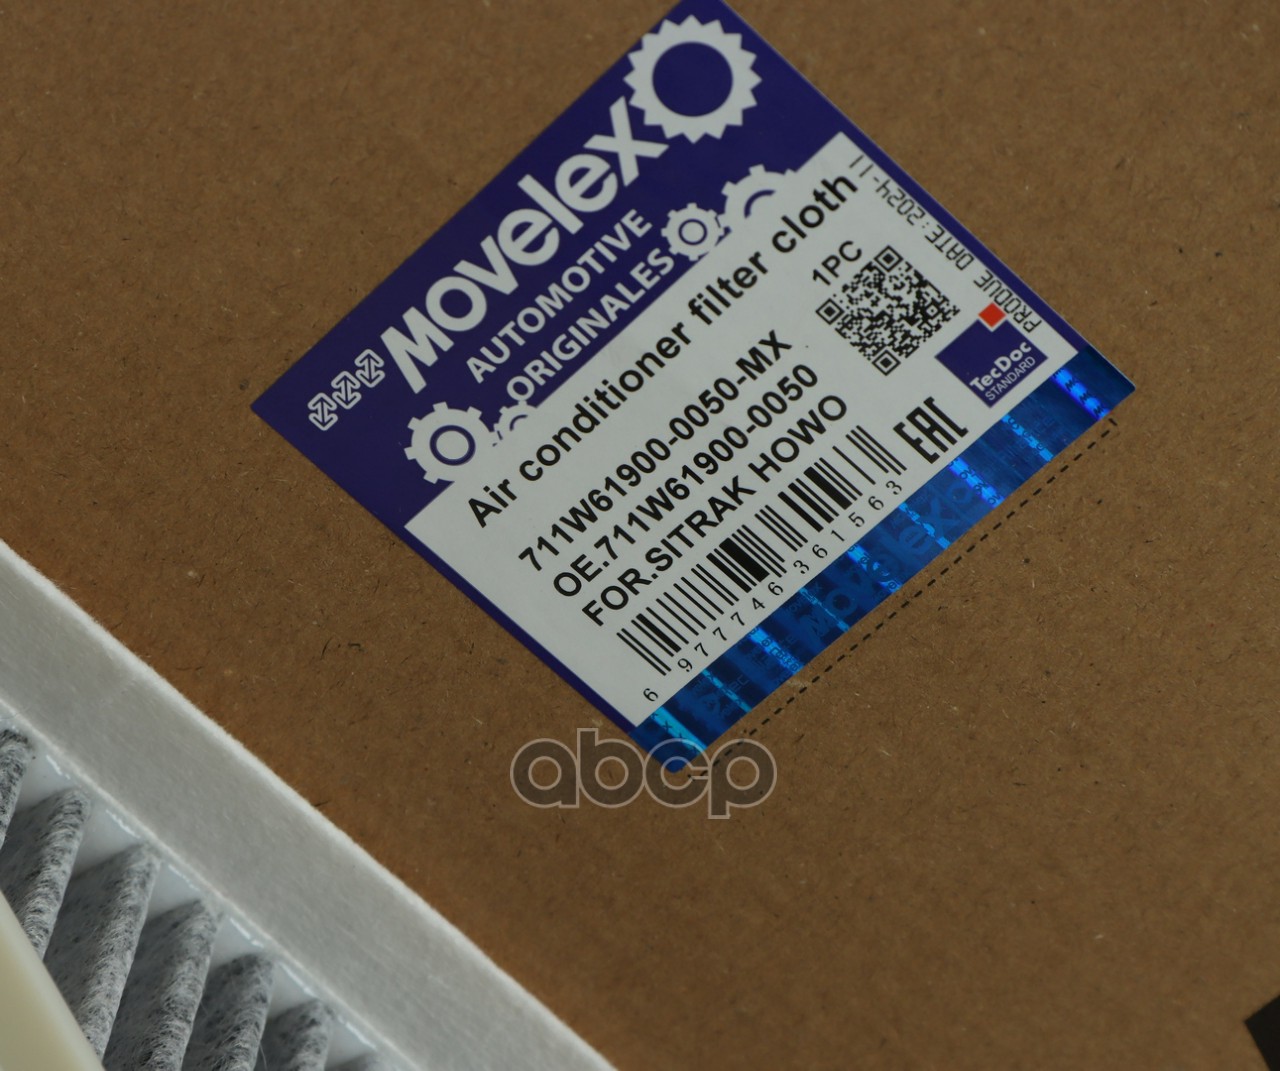 MOVelex
AUTOMOTIVE
ORIGINALES
Air conditioner filter cloth
1PC
711W61900-0050-MX
OE.711W61900-0050
FOR.SITRAK HOWO
6 977746 361563
PRODUE DATE:2024-11
TecDoc
STANDARD
EAC
Movelex
abcp